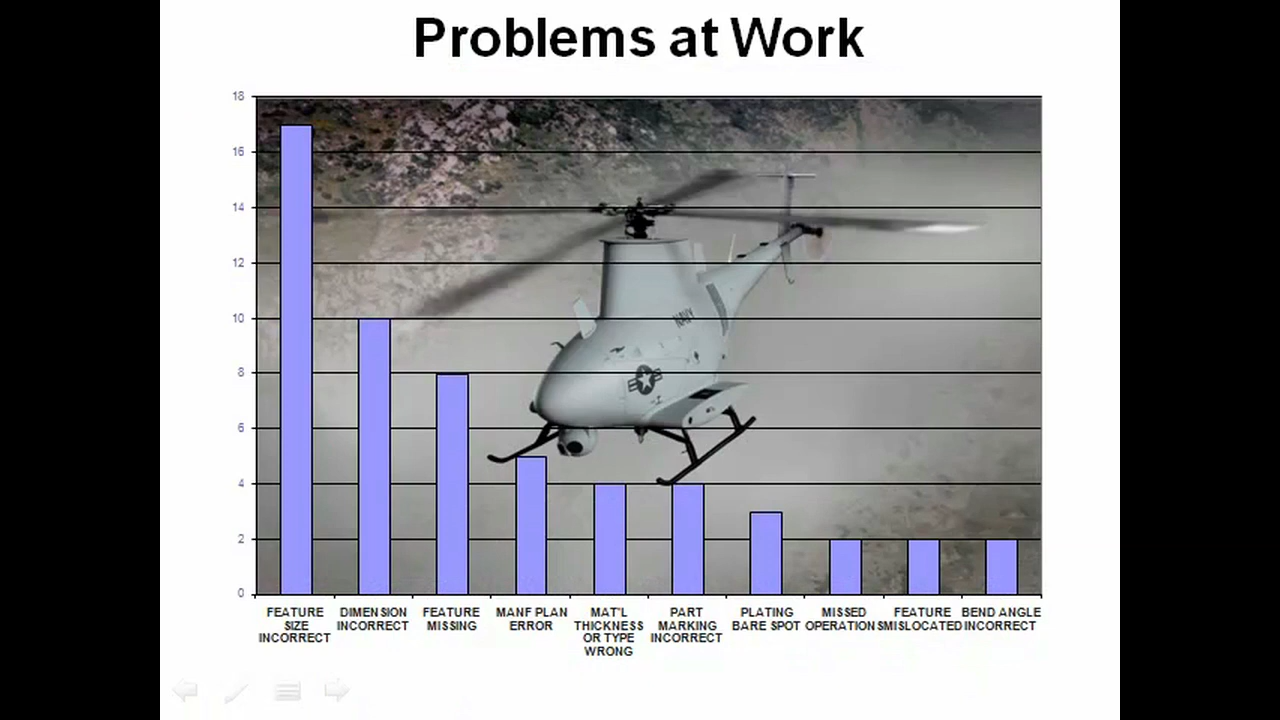 Problems at Work
18
16
14
12
10
8
6
4
2
0
NAVY
FEATURE
SIZE
INCORRECT
DIMENSION
INCORRECT
FEATURE
MISSING
MANF PLAN
ERROR
MAT'L
THICKNESS
OR TYPE
WRONG
PART
MARKING
INCORRECT
PLATING
BARE SPOT
MISSED
OPERATIONS
FEATURE
MISLOCATED
BEND ANGLE
INCORRECT